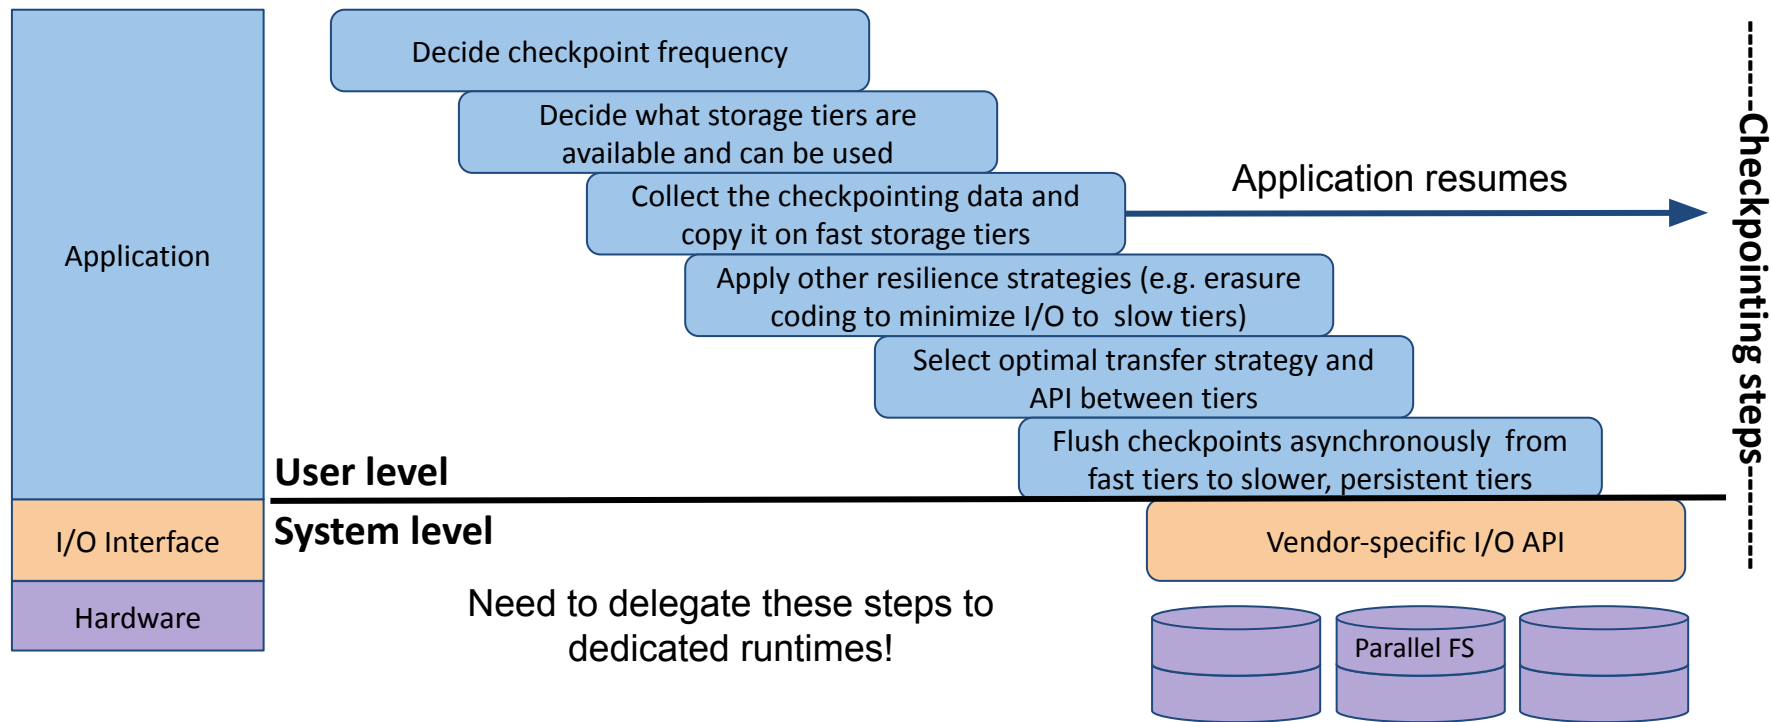 Decide checkpoint frequency
Decide what storage tiers are
available and can be used
Collect the checkpointing data and
copy it on fast storage tiers
Application resumes
Apply other resilience strategies (e.g. erasure
coding to minimize I/O to slow tiers)
Select optimal transfer strategy and
API between tiers
Flush checkpoints asynchronously from
fast tiers to slower, persistent tiers
Application
User level
System level
I/O Interface
Vendor-specific I/O API
Hardware
Need to delegate these steps to
dedicated runtimes!
Parallel FS
--------Checkpointing steps---------